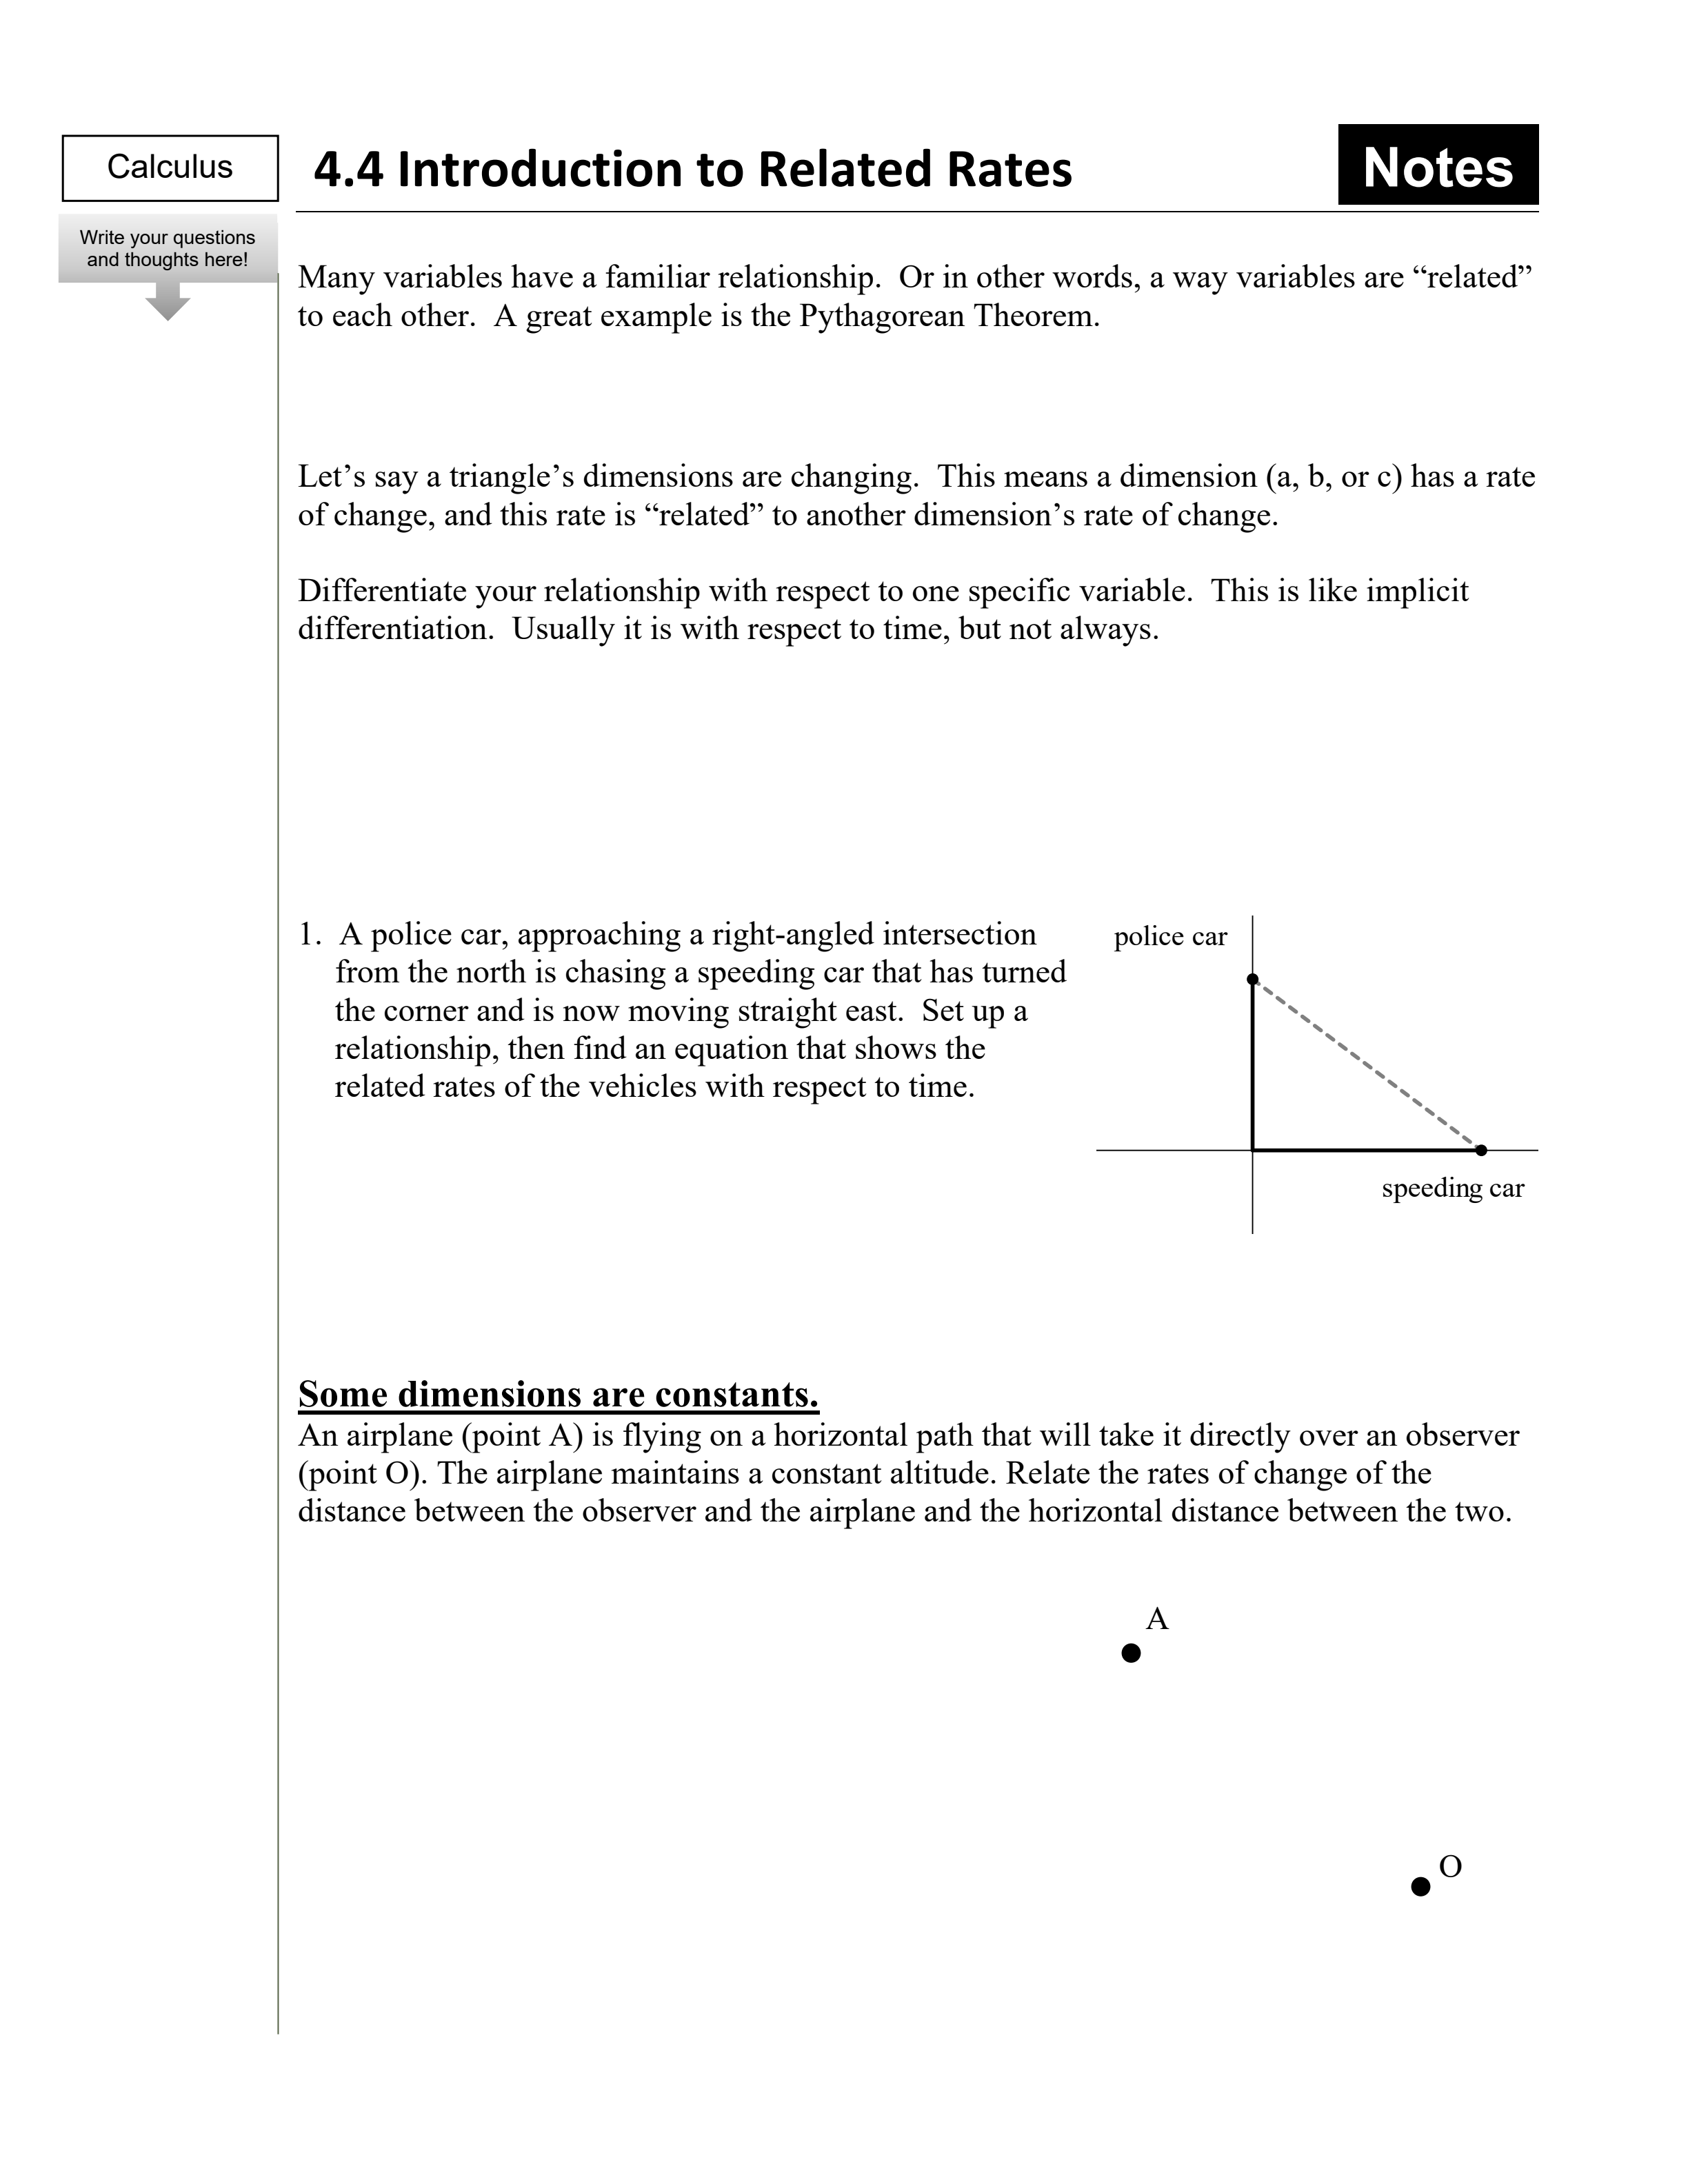 Calculus
4.4 Introduction to Related Rates
Notes
Write your questions
and thoughts here!
Many variables have a familiar relationship.  Or in other words, a way variables are “related”
to each other.  A great example is the Pythagorean Theorem.
Let’s say a triangle’s dimensions are changing.  This means a dimension (a, b, or c) has a rate
of change, and this rate is “related” to another dimension’s rate of change.
Differentiate your relationship with respect to one specific variable.  This is like implicit
differentiation.  Usually it is with respect to time, but not always.
1.  A police car, approaching a right-angled intersection
from the north is chasing a speeding car that has turned
the corner and is now moving straight east.  Set up a
relationship, then find an equation that shows the
related rates of the vehicles with respect to time.
police car
speeding car
Some dimensions are constants.
An airplane (point A) is flying on a horizontal path that will take it directly over an observer
(point O). The airplane maintains a constant altitude. Relate the rates of change of the
distance between the observer and the airplane and the horizontal distance between the two.
A
O